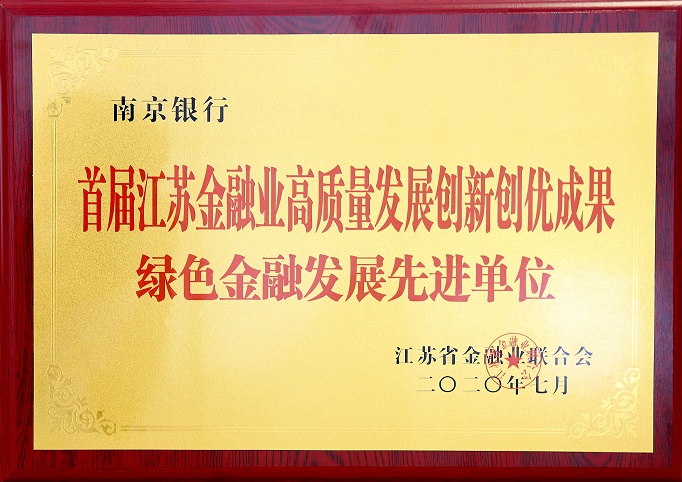 南京银行
首届江苏金融业高质量发展创新创优成果
绿色金融发展先进单位
江苏省金融业联合会
二〇二〇年七月